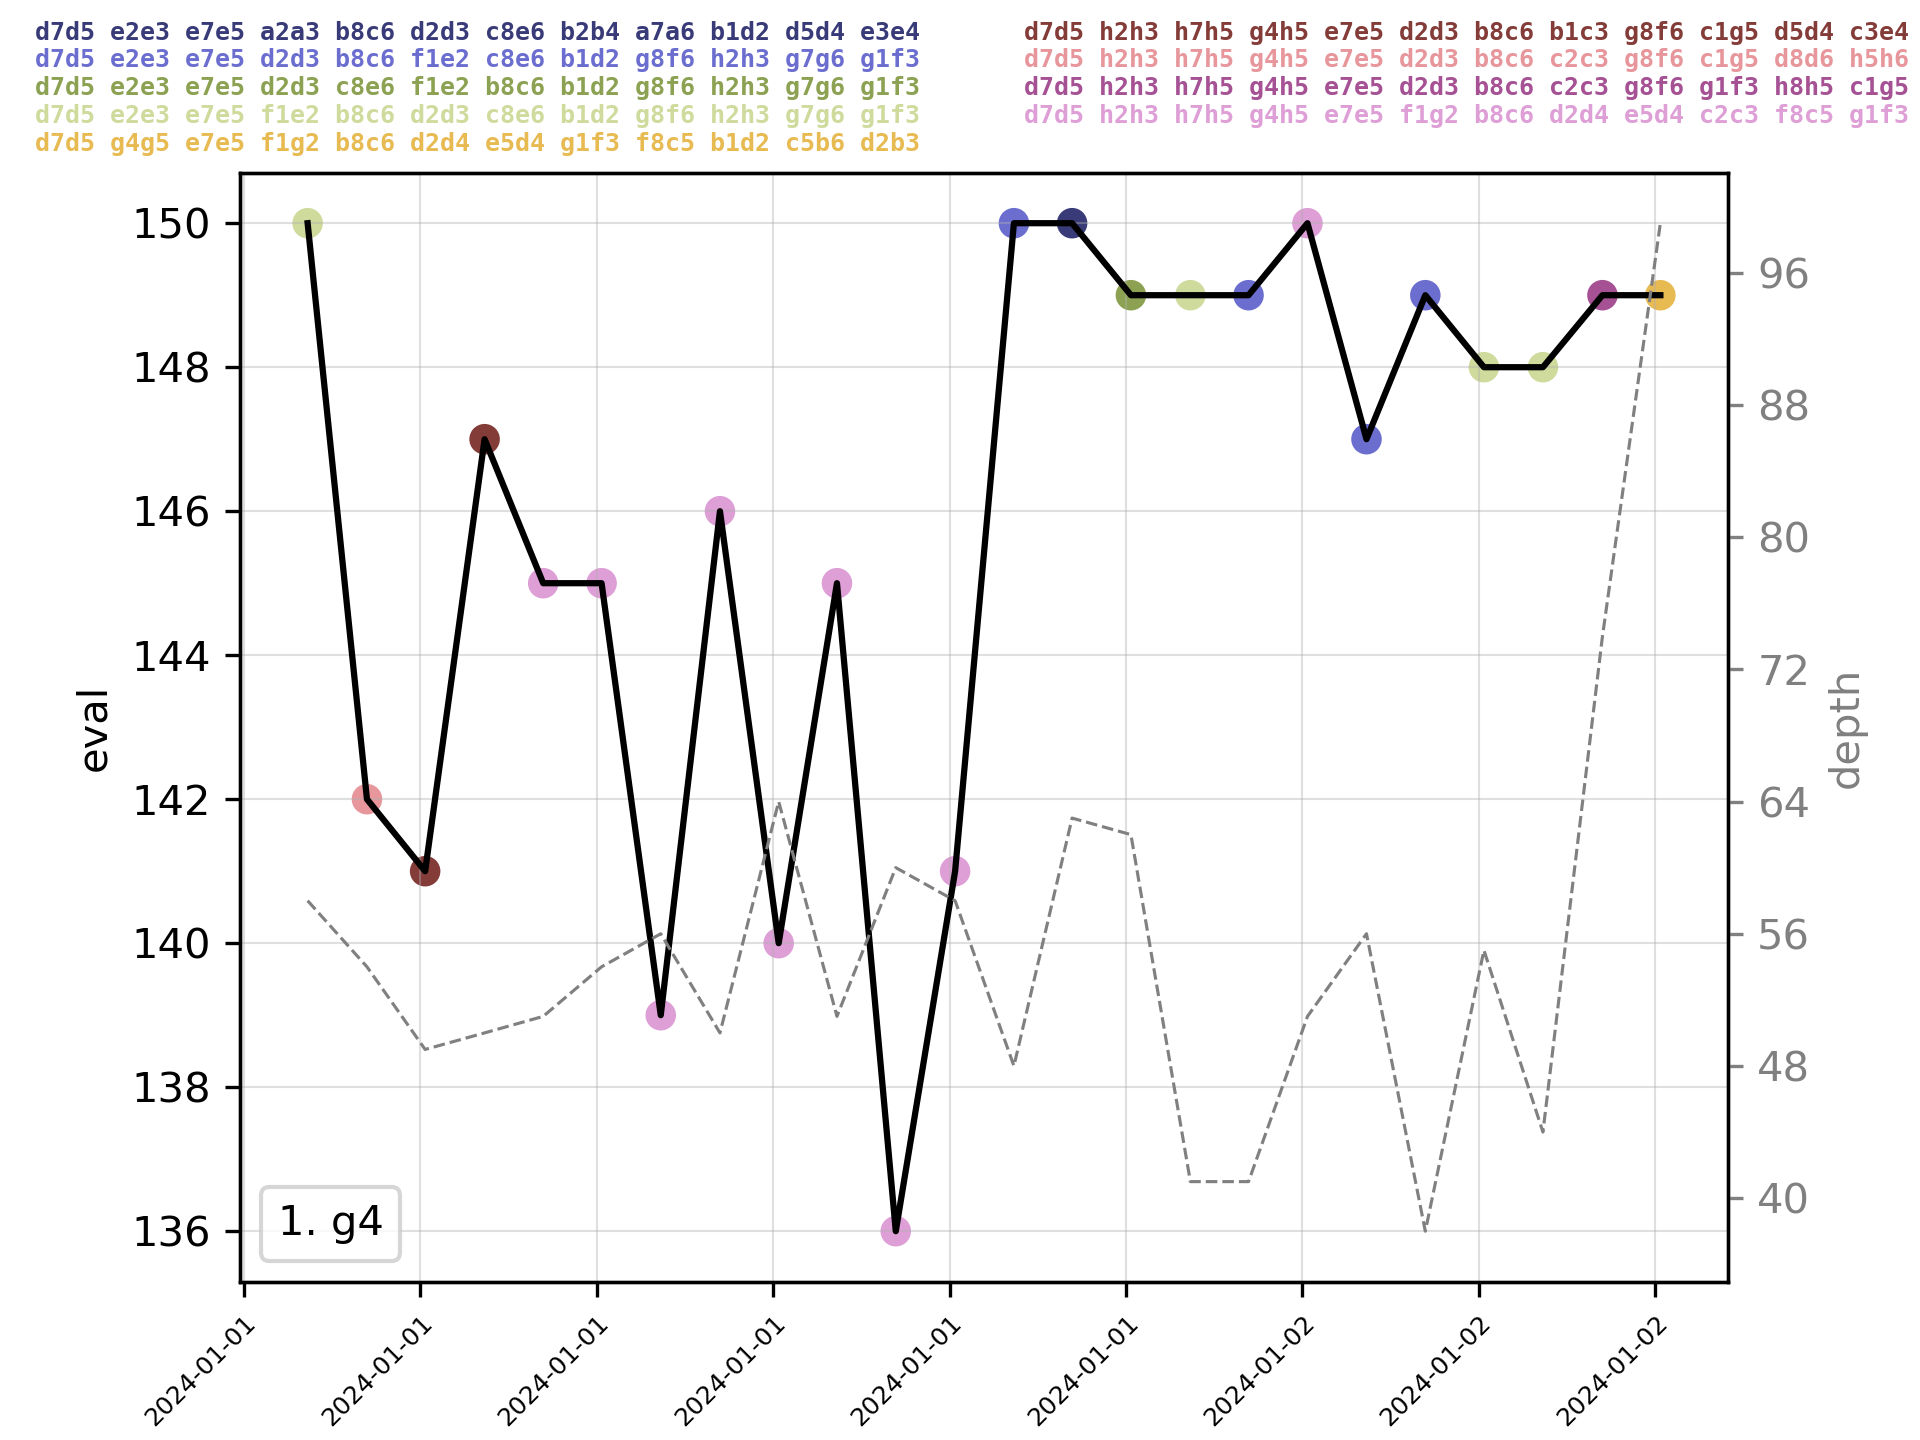 d7d5 e2e3 e7e5 a2a3 b8c6 d2d3 c8e6 b2b4 a7a6 b1d2 d5d4 e3e4
d7d5 e2e3 e7e5 d2d3 b8c6 f1e2 c8e6 b1d2 g8f6 h2h3 g7g6 g1f3
d7d5 e2e3 e7e5 d2d3 c8e6 f1e2 b8c6 b1d2 g8f6 h2h3 g7g6 g1f3
d7d5 e2e3 e7e5 f1e2 b8c6 d2d3 c8e6 b1d2 g8f6 h2h3 g7g6 g1f3
d7d5 g4g5 e7e5 f1g2 b8c6 d2d4 e5d4 g1f3 f8c5 b1d2 c5b6 d2b3
d7d5 h2h3 h7h5 g4h5 e7e5 d2d3 b8c6 b1c3 g8f6 c1g5 d5d4 c3e4
d7d5 h2h3 h7h5 g4h5 e7e5 d2d3 b8c6 c2c3 g8f6 c1g5 d8d6 h5h6
d7d5 h2h3 h7h5 g4h5 e7e5 d2d3 b8c6 c2c3 g8f6 g1f3 h8h5 c1g5
d7d5 h2h3 h7h5 g4h5 e7e5 f1g2 b8c6 d2d4 e5d4 c2c3 f8c5 g1f3
150
148
146
144
142
140
138
136
eval
96
88
80
72
64
56
48
40
depth
1. g4
2024-01-01
2024-01-01
2024-01-01
2024-01-01
2024-01-01
2024-01-01
2024-01-02
2024-01-02
2024-01-02